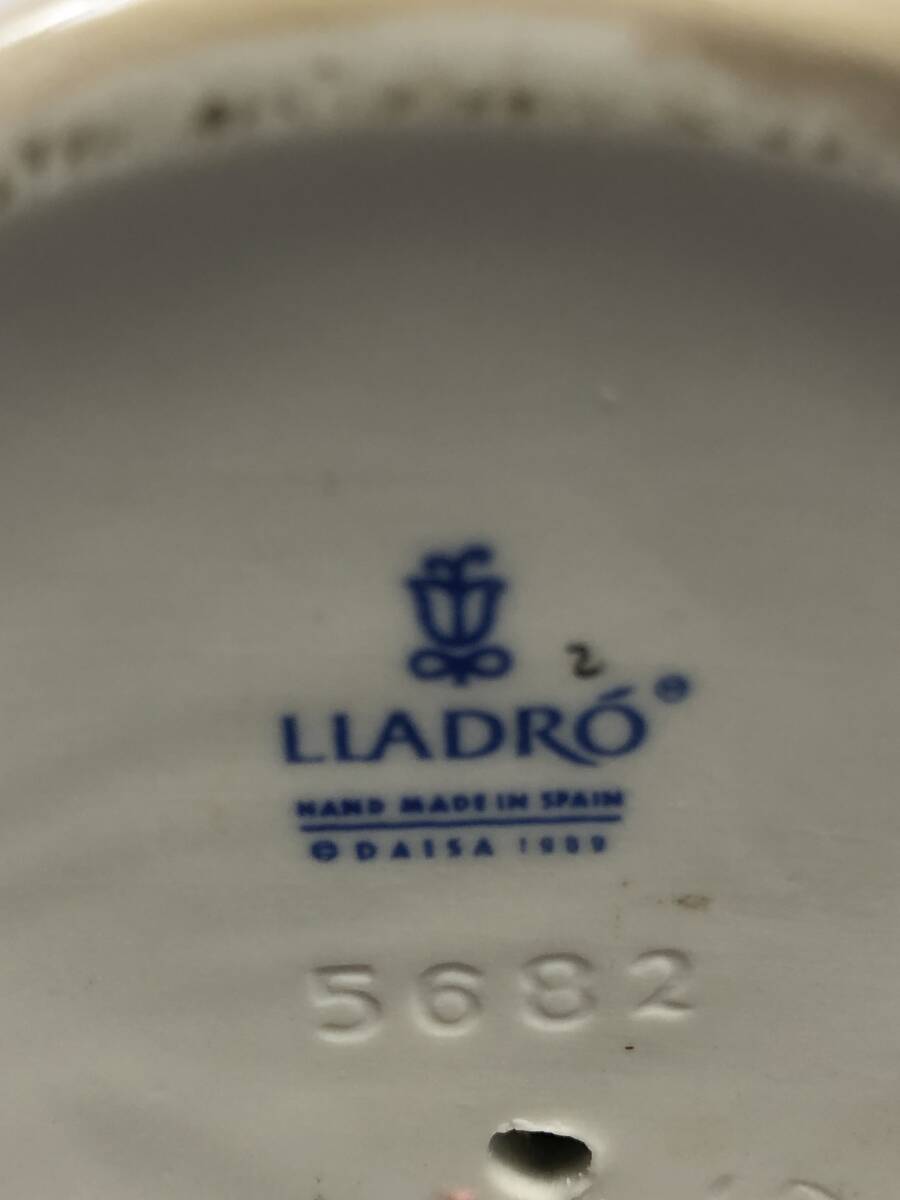 2
LLADRÓ®
HAND MADE IN SPAIN
© DAISA 1989
5682